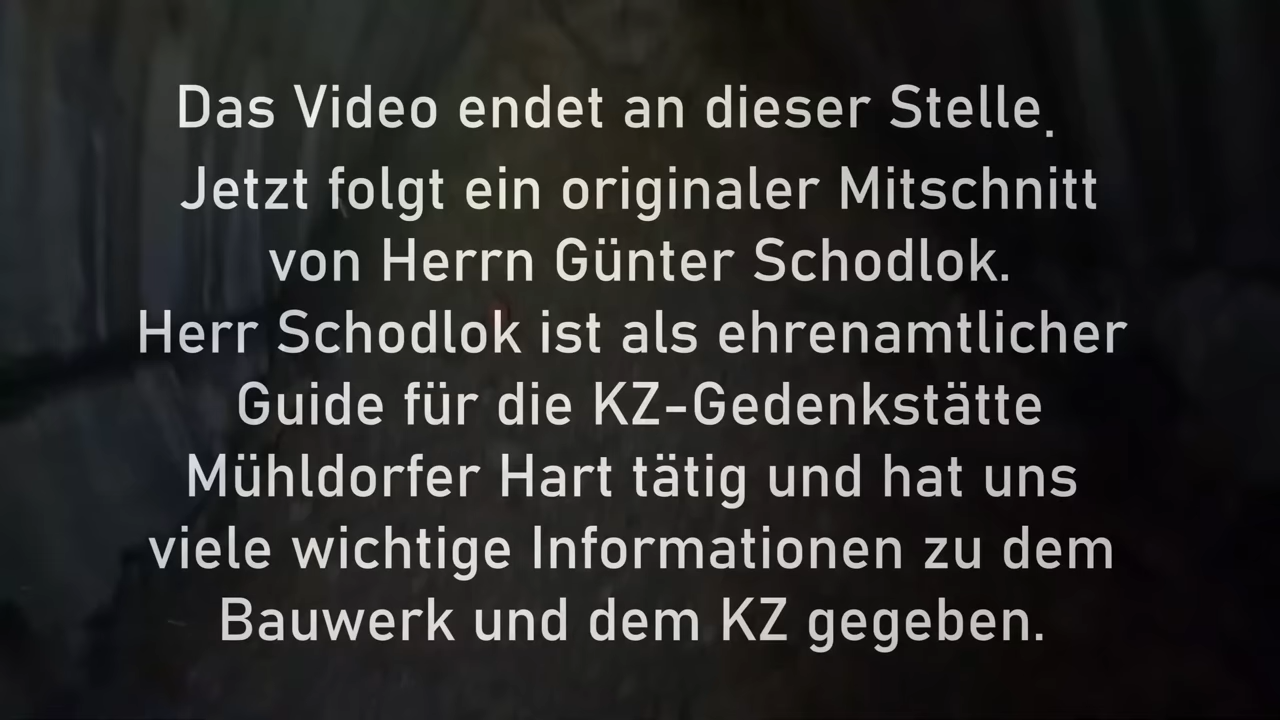 Das Video endet an dieser Stelle.
Jetzt folgt ein originaler Mitschnitt
von Herrn Günter Schodlok.
Herr Schodlok ist als ehrenamtlicher
Guide für die KZ-Gedenkstätte
Mühldorfer Hart tätig und hat uns
viele wichtige Informationen zu dem
Bauwerk und dem KZ gegeben.